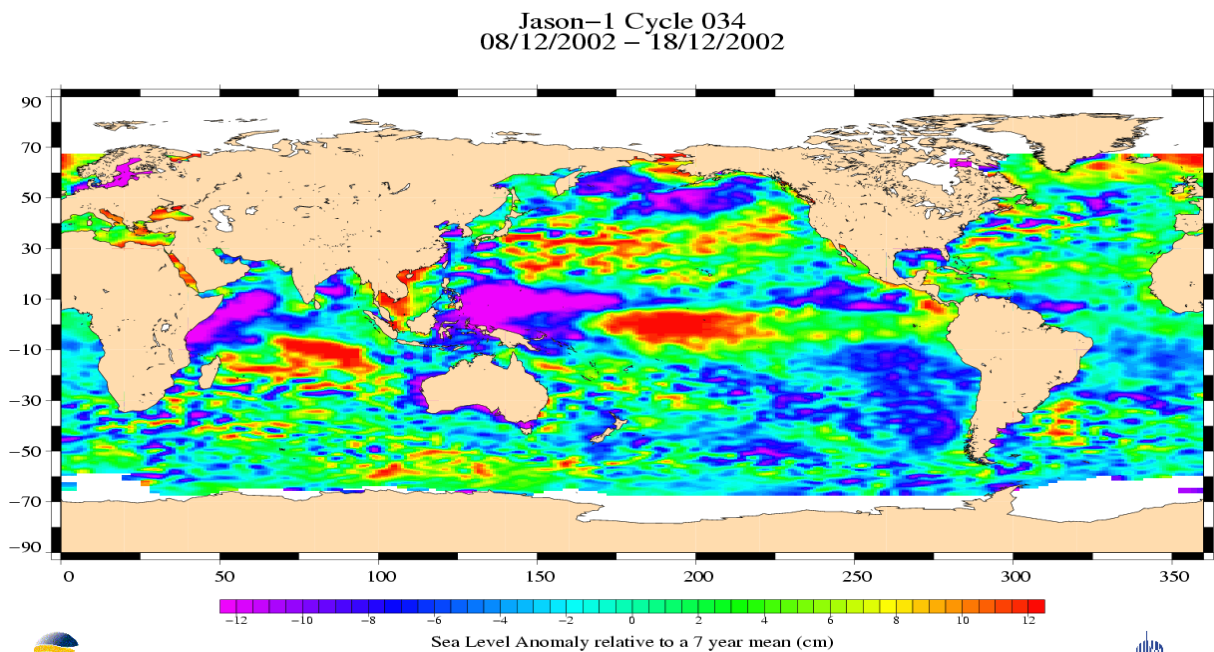 Jason−1 Cycle 034
08/12/2002 − 18/12/2002
90
70
50
30
10
−10
−30
−50
−70
−90
0 50 100 150 200 250 300 350
−12 −10 −8 −6 −4 −2 0 2 4 6 8 10 12
Sea Level Anomaly relative to a 7 year mean (cm)